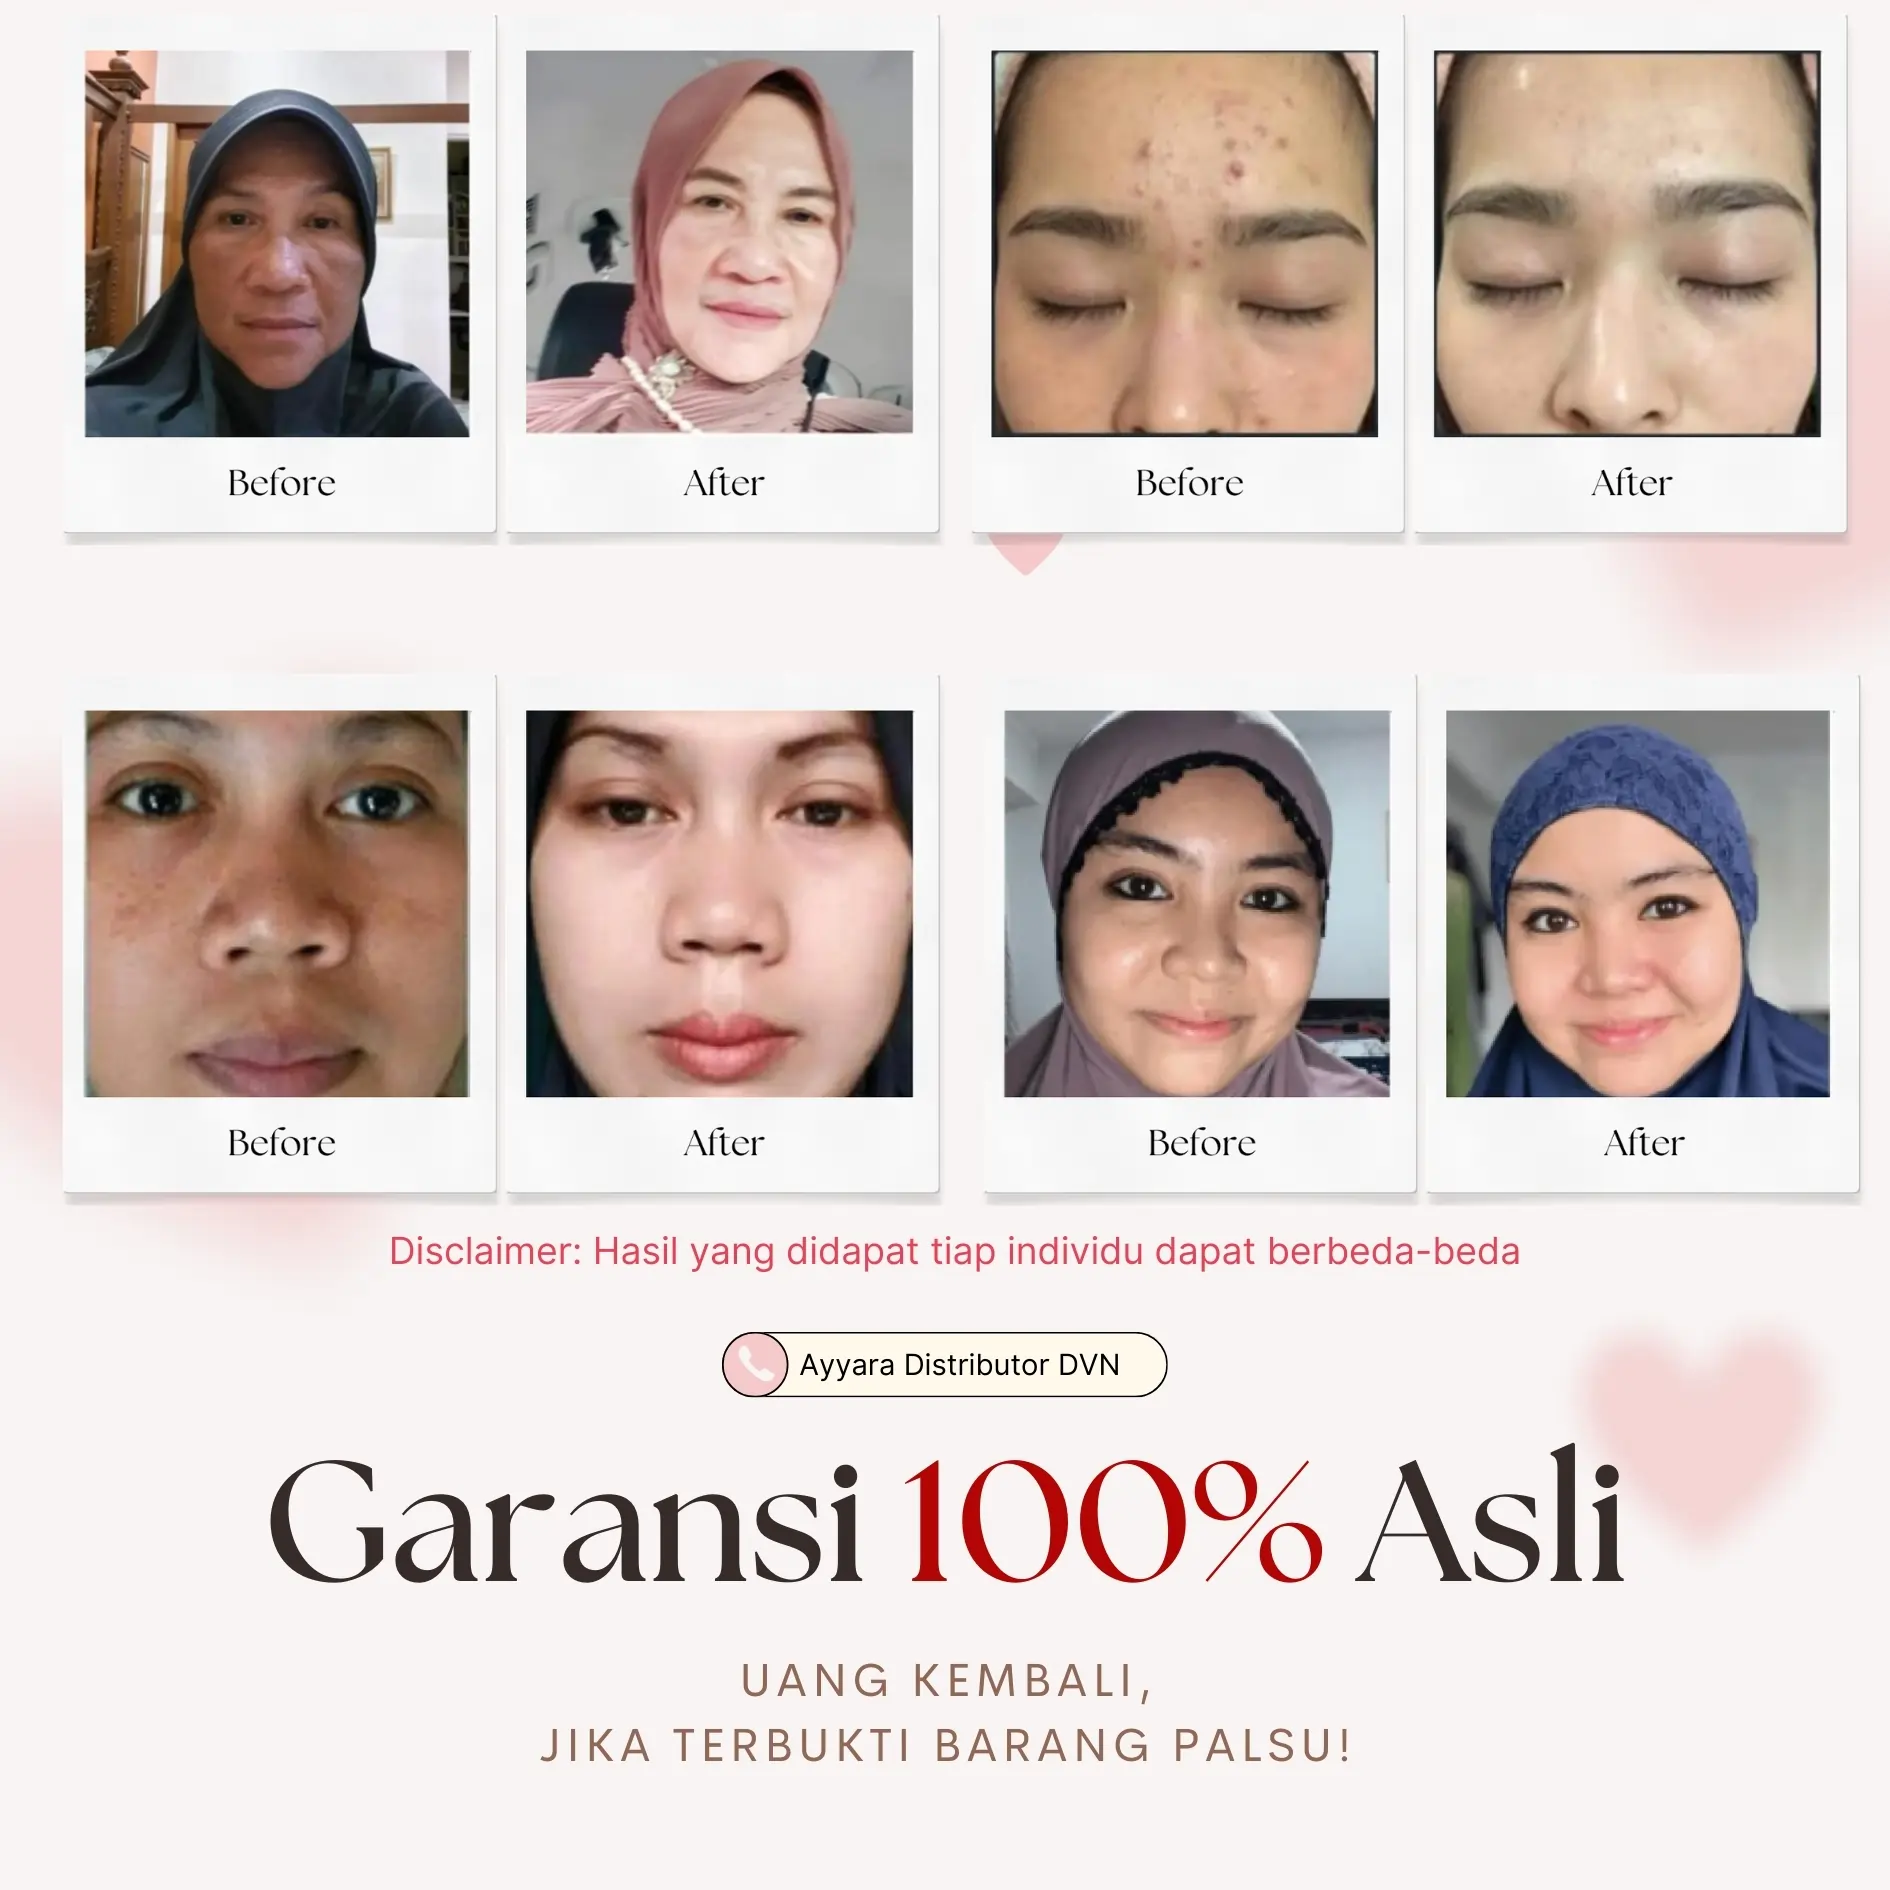 Before
After
Before
After
Before
After
Before
After
Disclaimer: Hasil yang didapat tiap individu dapat berbeda-beda
Ayyara Distributor DVN
Garansi 100% Asli
UANG KEMBALI,
JIKA TERBUKTI BARANG PALSU!